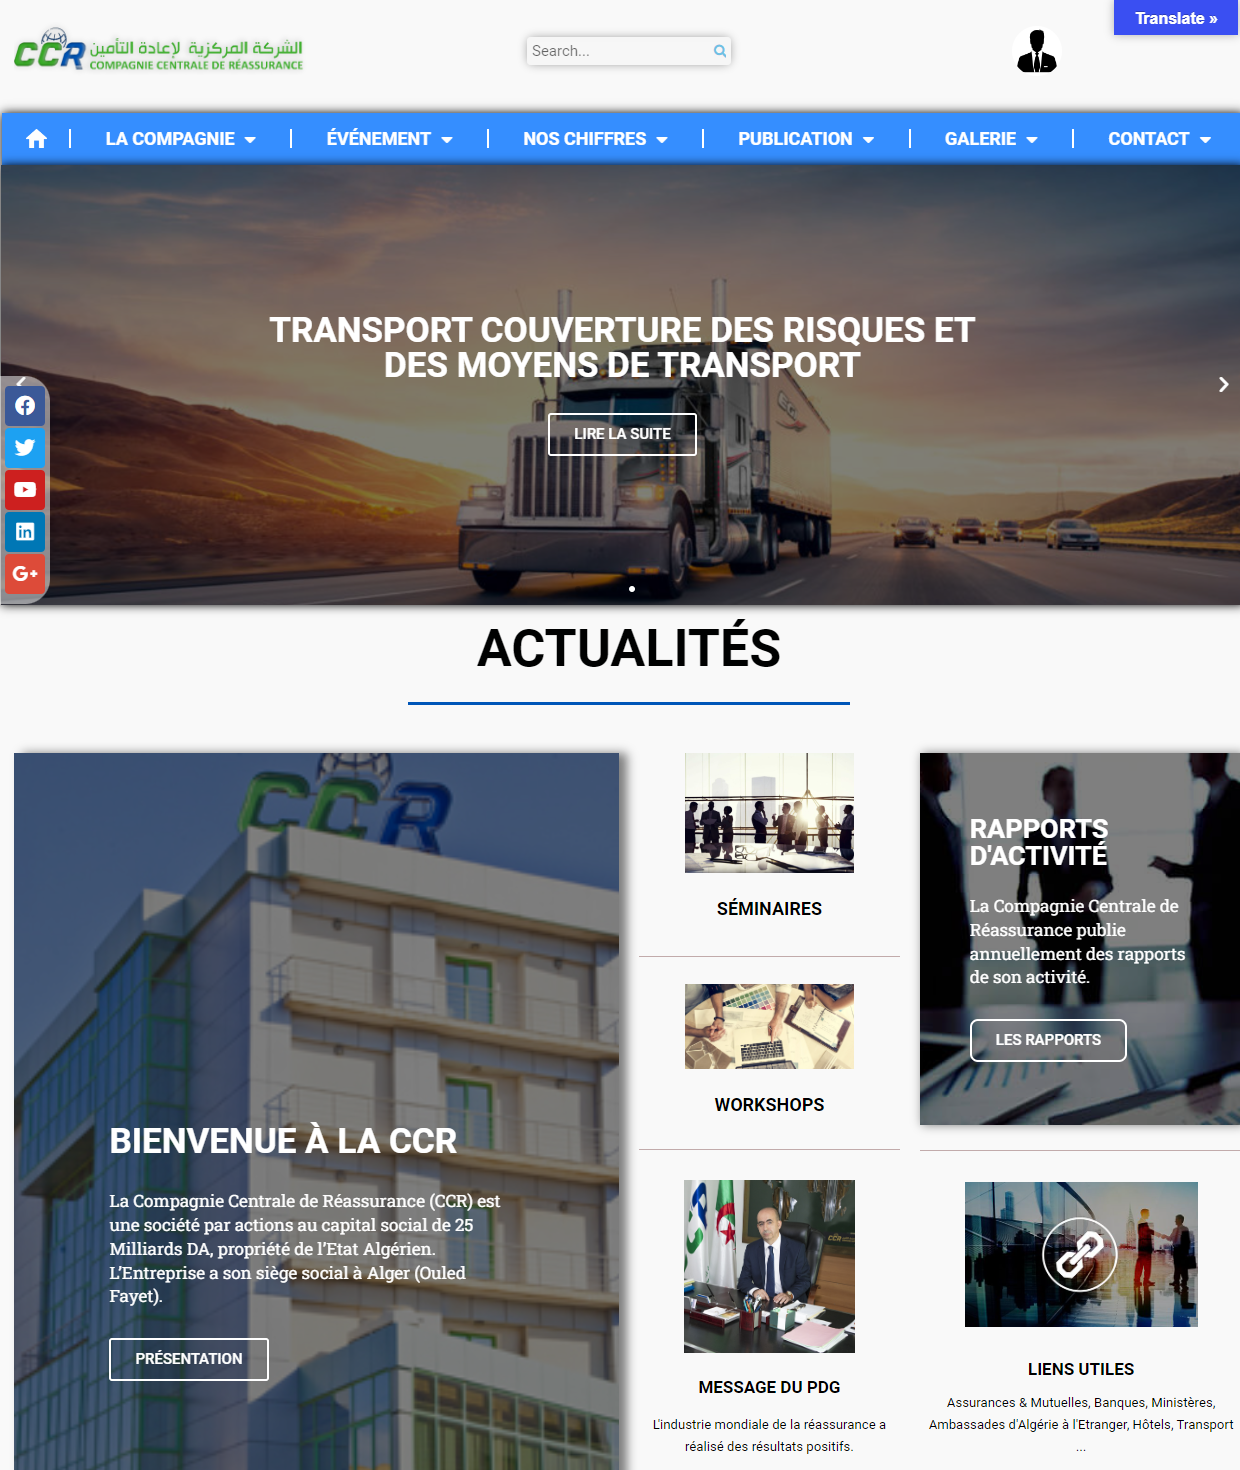 Translate »
CCR
الشركة المركزية لإعادة التأمين
COMPAGNIE CENTRALE DE RÉASSURANCE
Search...
LA COMPAGNIE
ÉVÉNEMENT
NOS CHIFFRES
PUBLICATION
GALERIE
CONTACT
TRANSPORT COUVERTURE DES RISQUES ET
DES MOYENS DE TRANSPORT
LIRE LA SUITE
ACTUALITÉS
CCR
BIENVENUE À LA CCR
La Compagnie Centrale de Réassurance (CCR) est
une société par actions au capital social de 25
Milliards DA, propriété de l’Etat Algérien.
L’Entreprise a son siège social à Alger (Ouled
Fayet).
PRÉSENTATION
SÉMINAIRES
WORKSHOPS
MESSAGE DU PDG
L'industrie mondiale de la réassurance a
réalisé des résultats positifs.
RAPPORTS
D'ACTIVITÉ
La Compagnie Centrale de
Réassurance publie
annuellement des rapports
de son activité.
LES RAPPORTS
LIENS UTILES
Assurances & Mutuelles, Banques, Ministères,
Ambassades d'Algérie à l'Etranger, Hôtels, Transport
...